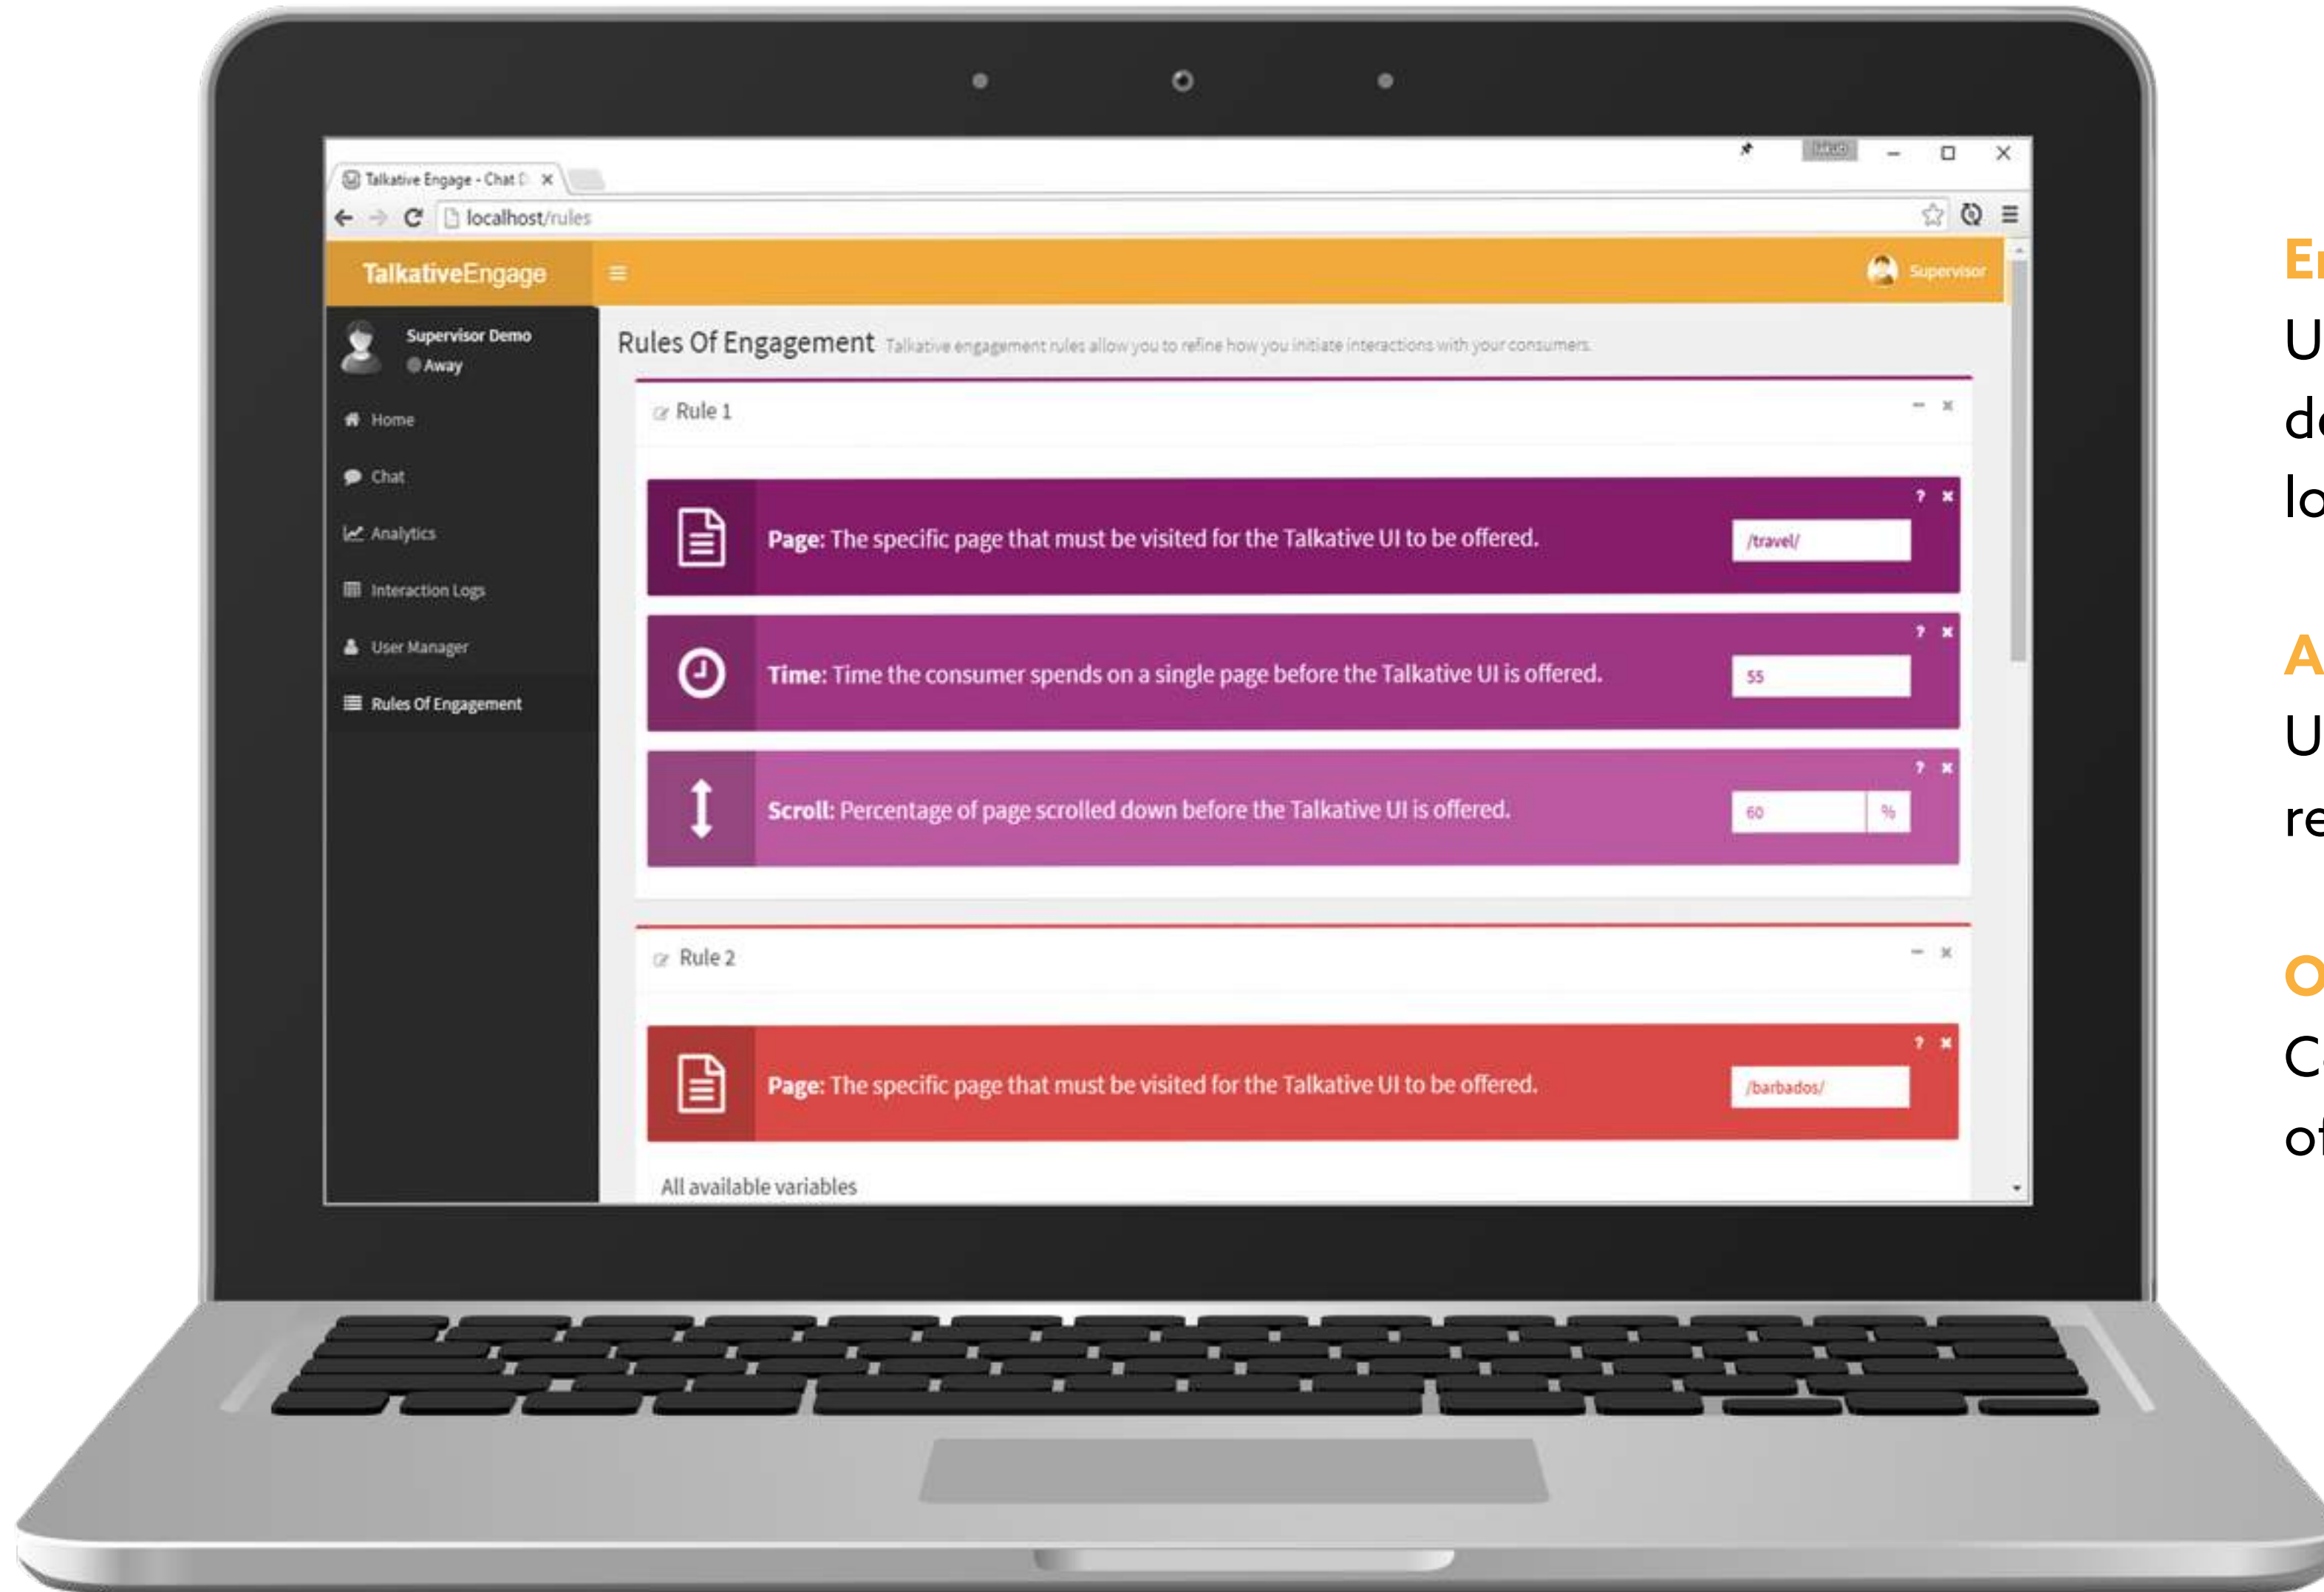 Talkative Engage - Chat D
localhost/rules
TalkativeEngage
Supervisor
Supervisor Demo
Away
Home
Chat
Analytics
Interaction Logs
User Manager
Rules Of Engagement
Rules Of Engagement Talkative engagement rules allow you to refine how you initiate interactions with your consumers.
Rule 1
Page: The specific page that must be visited for the Talkative UI to be offered. /travel/
Time: Time the consumer spends on a single page before the Talkative UI is offered. 55
Scroll: Percentage of page scrolled down before the Talkative UI is offered. 60 %
Rule 2
Page: The specific page that must be visited for the Talkative UI to be offered. /barbados/
All available variables